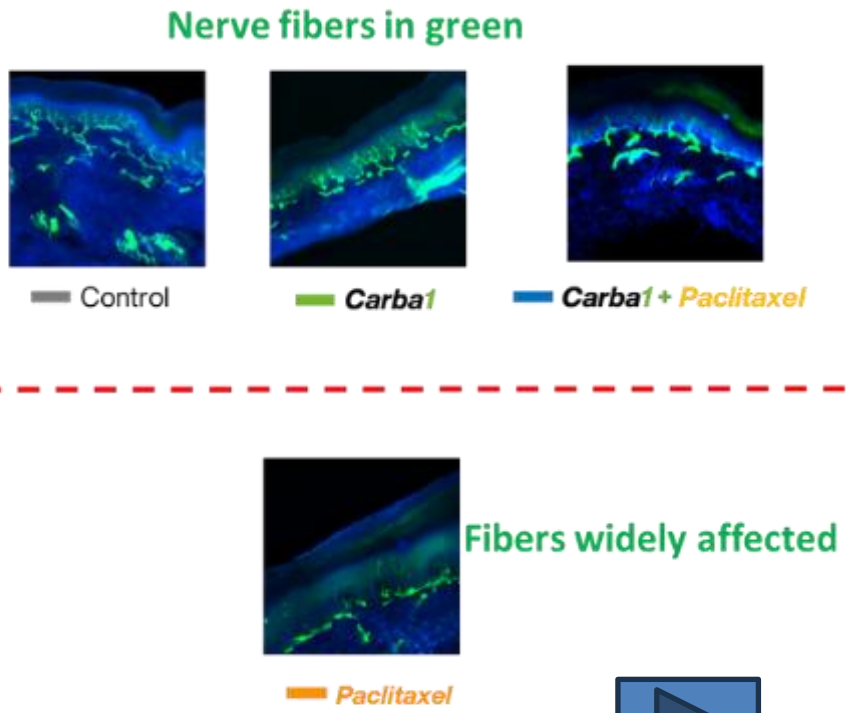 Nerve fibers in green
Control
Carba1
Carba1 + Paclitaxel
Fibers widely affected
Paclitaxel